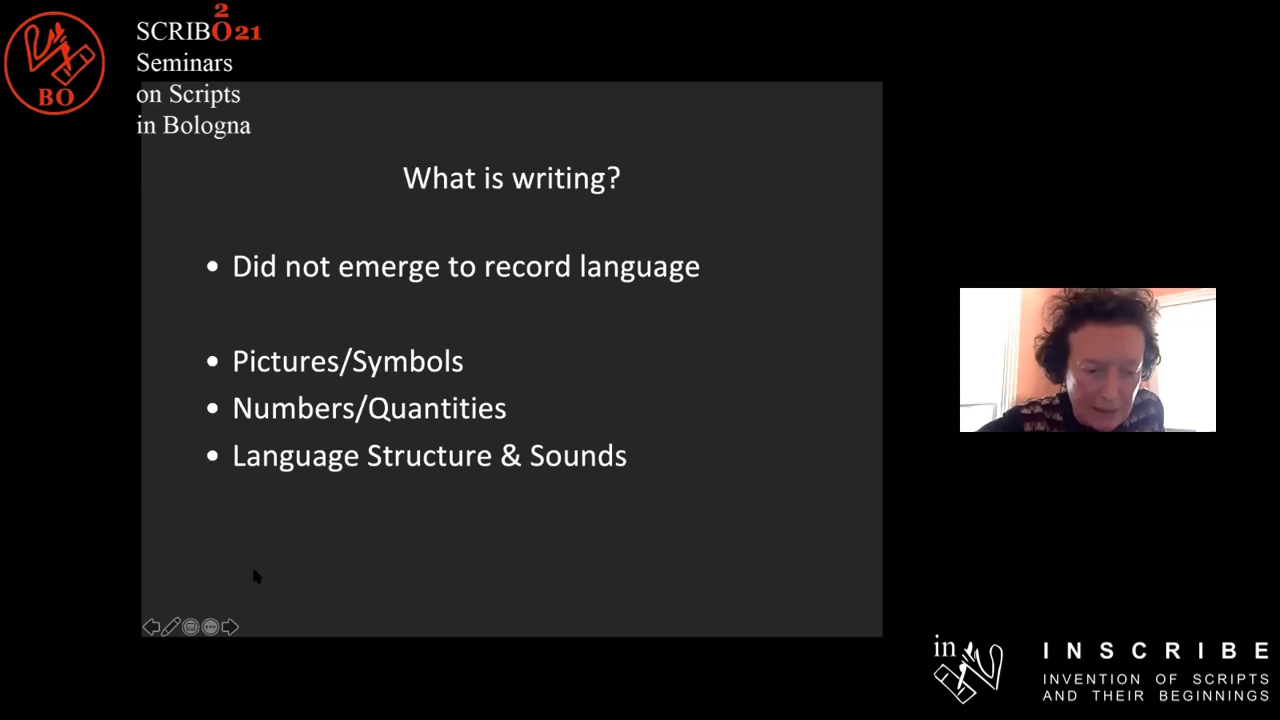 SCRIBO2021
Seminars
on Scripts
in Bologna
BO
What is writing?
• Did not emerge to record language
• Pictures/Symbols
• Numbers/Quantities
• Language Structure & Sounds
in
INSCRIBE
INVENTION OF SCRIPTS
AND THEIR BEGINNINGS